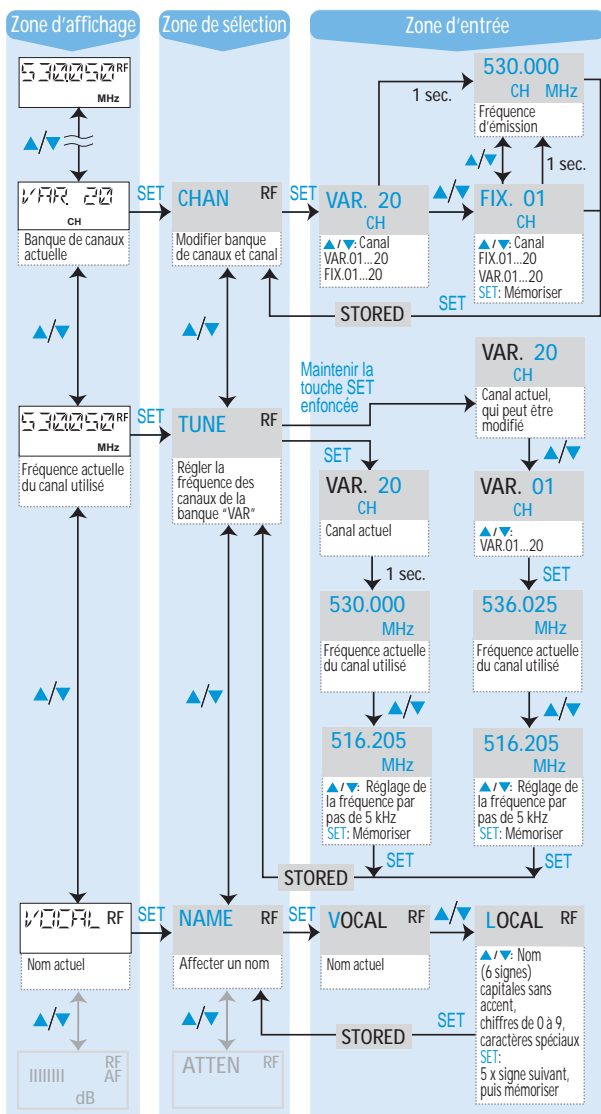 Zone d'affichage
Zone de sélection
Zone d'entrée
530.050 RF
MHz
▲/▼
VAR. 20
CH
Banque de canaux
actuelle
SET
CHAN RF
Modifier banque
de canaux et canal
SET
VAR. 20
CH
▲/▼: Canal
VAR.01...20
FIX.01...20
1 sec.
530.000
CH MHz
Fréquence
d'émission
▲/▼
1 sec.
▲/▼
FIX. 01
CH
▲/▼: Canal
FIX.01...20
VAR.01...20
SET: Mémoriser
SET
STORED
▲/▼
▲/▼
530.050 RF
MHz
Fréquence actuelle
du canal utilisé
SET
TUNE RF
Régler la
fréquence des
canaux de la
banque "VAR"
Maintenir la
touche SET
enfoncée
SET
VAR. 20
CH
Canal actuel
1 sec.
530.000
MHz
Fréquence actuelle
du canal utilisé
▲/▼
516.205
MHz
▲/▼: Réglage de
la fréquence par
pas de 5 kHz
SET: Mémoriser
SET
VAR. 20
CH
Canal actuel,
qui peut être
modifié
▲/▼
VAR. 01
CH
▲/▼:
VAR.01...20
SET
536.025
MHz
Fréquence actuelle
du canal utilisé
▲/▼
516.205
MHz
▲/▼: Réglage de
la fréquence par
pas de 5 kHz
SET: Mémoriser
SET
STORED
▲/▼
▲/▼
VOCAL RF
Nom actuel
SET
NAME RF
Affecter un nom
SET
VOCAL RF
Nom actuel
▲/▼
LOCAL RF
▲/▼: Nom
(6 signes)
capitales sans
accent,
chiffres de 0 à 9,
caractères spéciaux
SET:
5 x signe suivant,
puis mémoriser
SET
STORED
▲/▼
▲/▼
RF
AF
dB
ATTEN RF